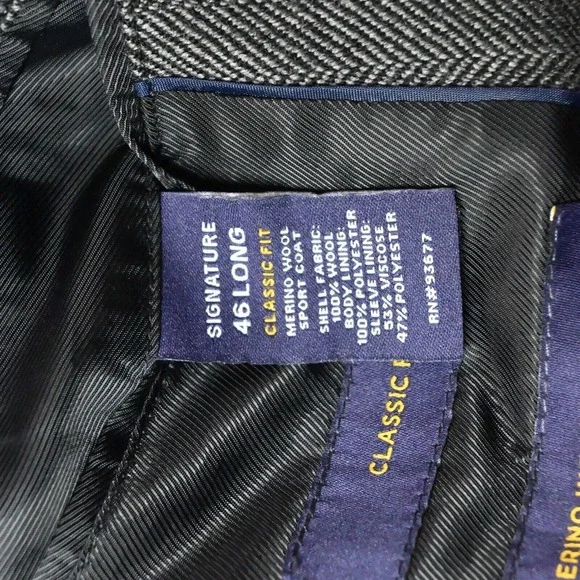 SIGNATURE
46 LONG
CLASSIC FIT
MERINO WOOL
SPORT COAT
SHELL FABRIC:
100% WOOL
BODY LINING:
100% POLYESTER
SLEEVE LINING:
53% VISCOSE
47% POLYESTER
RN#93677
CLASSIC F
ERINO